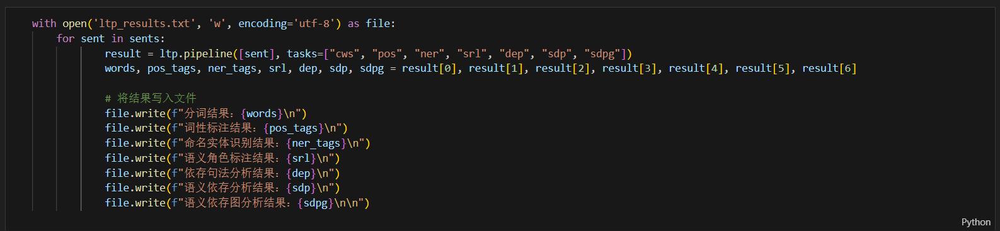 with open('ltp_results.txt', 'w', encoding='utf-8') as file:
    for sent in sents:
            result = ltp.pipeline([sent], tasks=["cws", "pos", "ner", "srl", "dep", "sdp", "sdpg"])
            words, pos_tags, ner_tags, srl, dep, sdp, sdpg = result[0], result[1], result[2], result[3], result[4], result[5], result[6]

            # 将结果写入文件
            file.write(f"分词结果：{words}\n")
            file.write(f"词性标注结果：{pos_tags}\n")
            file.write(f"命名实体识别结果：{ner_tags}\n")
            file.write(f"语义角色标注结果：{srl}\n")
            file.write(f"依存句法分析结果：{dep}\n")
            file.write(f"语义依存分析结果：{sdp}\n")
            file.write(f"语义依存图分析结果：{sdpg}\n\n")
Python